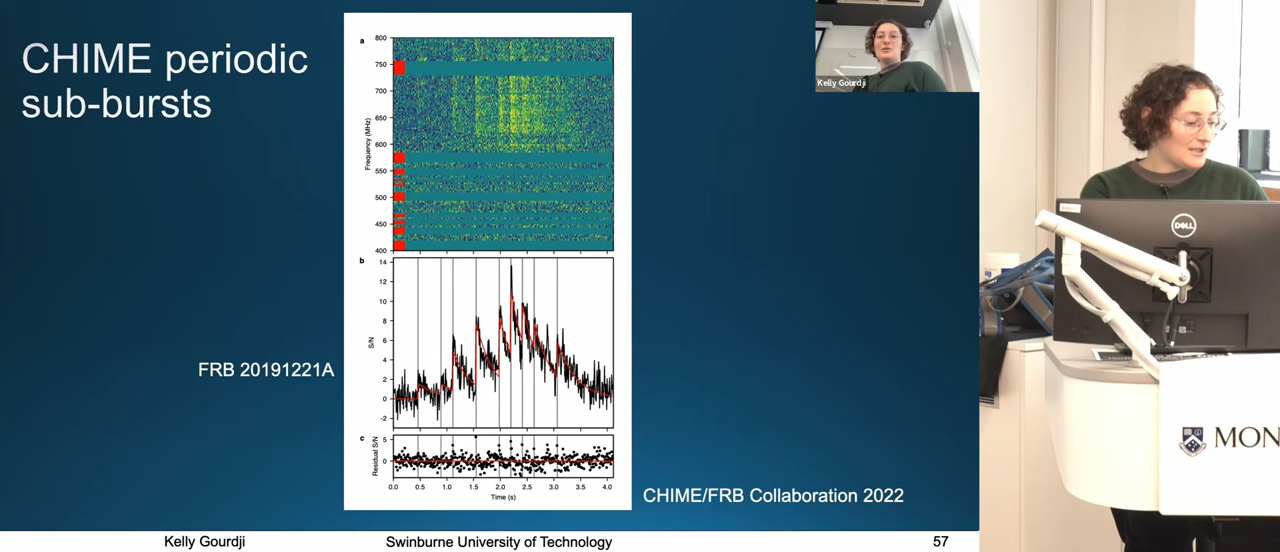 CHIME periodic
sub-bursts
a
800
750
700
650
600
550
500
450
400
Frequency (MHz)
b
14
12
10
8
6
4
2
0
-2
S/N
c
5
0
Residual S/N
0.0 0.5 1.0 1.5 2.0 2.5 3.0 3.5 4.0
Time (s)
FRB 20191221A
CHIME/FRB Collaboration 2022
Kelly Gourdji Swinburne University of Technology 57
Kelly Gourdji
DELL
MON